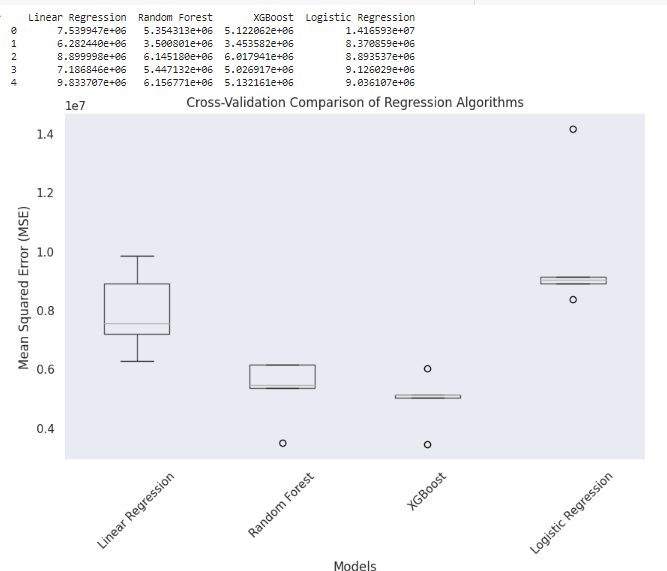 Linear Regression Random Forest XGBoost Logistic Regression
0 7.539947e+06 5.354313e+06 5.122062e+06 1.416593e+07
1 6.282440e+06 3.500801e+06 3.453582e+06 8.370859e+06
2 8.899998e+06 6.145180e+06 6.017941e+06 8.893537e+06
3 7.186846e+06 5.447132e+06 5.026917e+06 9.126029e+06
4 9.833707e+06 6.156771e+06 5.132161e+06 9.036107e+06
1e7
Cross-Validation Comparison of Regression Algorithms
Mean Squared Error (MSE)
1.4
1.2
1.0
0.8
0.6
0.4
Linear Regression
Random Forest
XGBoost
Logistic Regression
Models